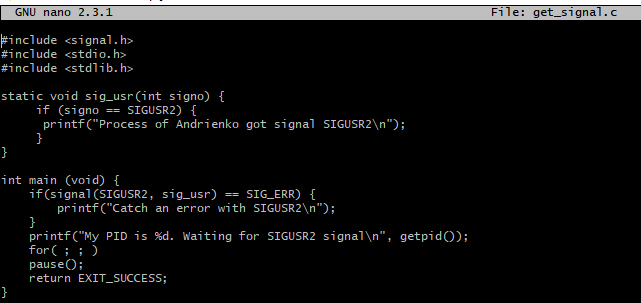 GNU nano 2.3.1 File: get_signal.c
#include <signal.h>
#include <stdio.h>
#include <stdlib.h>
static void sig_usr(int signo) {
if (signo == SIGUSR2) {
printf("Process of Andrienko got signal SIGUSR2\n");
}
}
int main (void) {
if(signal(SIGUSR2, sig_usr) == SIG_ERR) {
printf("Catch an error with SIGUSR2\n");
}
printf("My PID is %d. Waiting for SIGUSR2 signal\n", getpid());
for( ; ; )
pause();
return EXIT_SUCCESS;
}